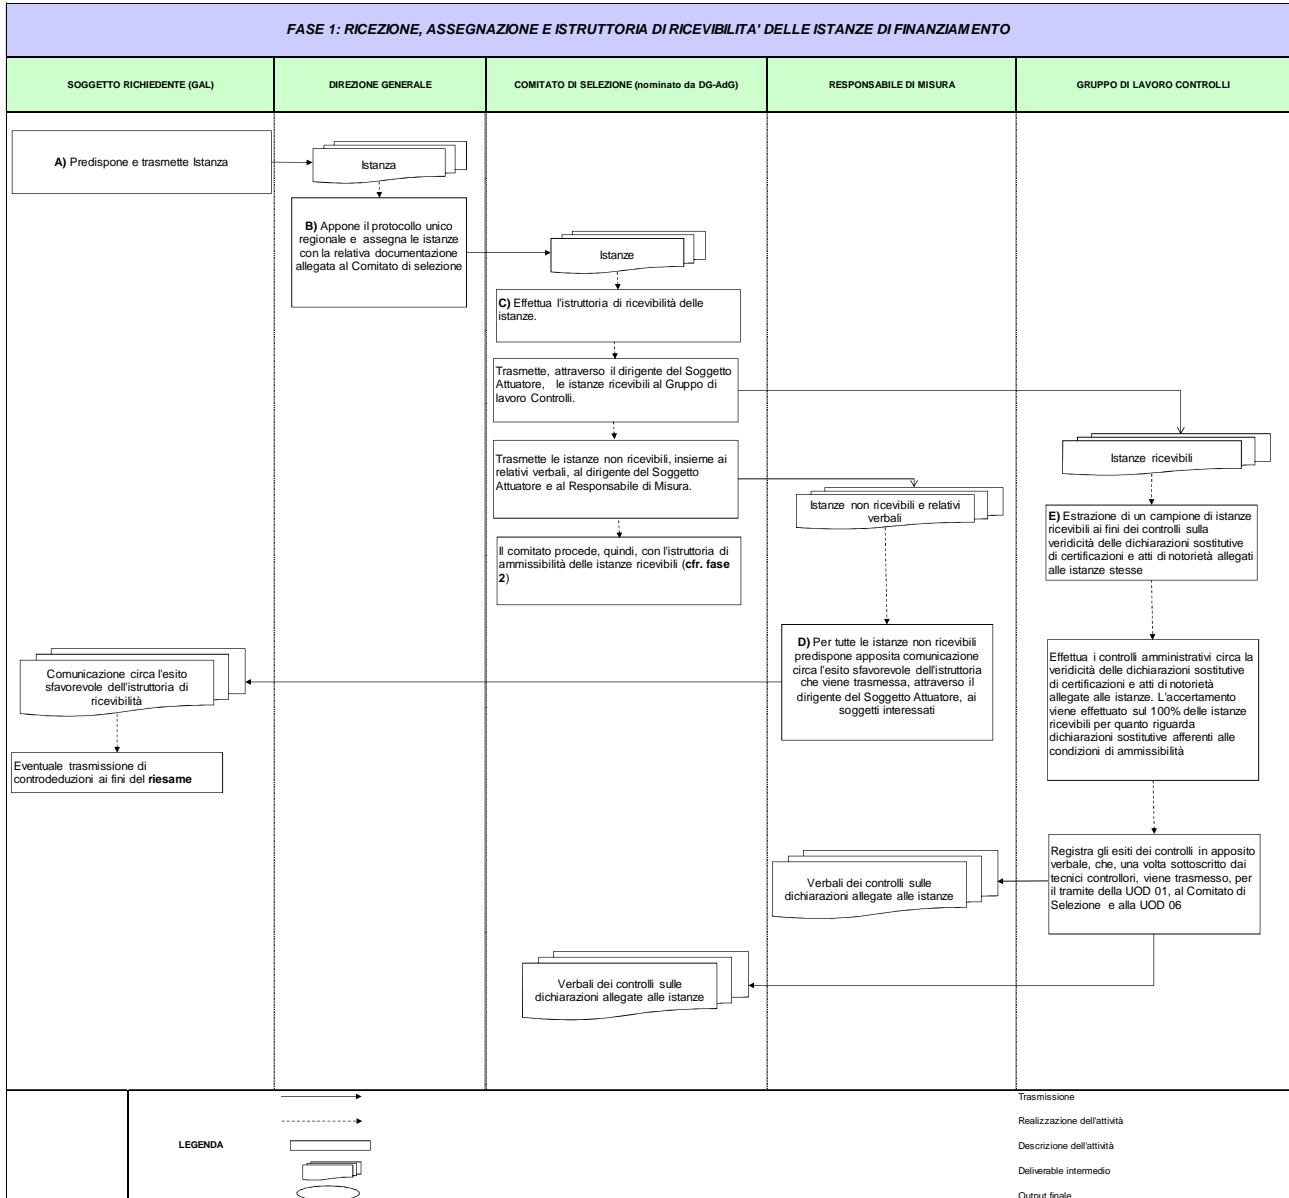 FASE 1: RICEZIONE, ASSEGNAZIONE E ISTRUTTORIA DI RICEVIBILITA' DELLE ISTANZE DI FINANZIAMENTO
SOGGETTO RICHIEDENTE (GAL)
DIREZIONE GENERALE
COMITATO DI SELEZIONE (nominato da DG-AdG)
RESPONSABILE DI MISURA
GRUPPO DI LAVORO CONTROLLI
A) Predispone e trasmette Istanza
Istanza
B) Appone il protocollo unico
regionale e assegna le istanze
con la relativa documentazione
allegata al Comitato di selezione
Istanze
C) Effettua l'istruttoria di ricevibilità delle
istanze.
Trasmette, attraverso il dirigente del Soggetto
Attuatore, le istanze ricevibili al Gruppo di
lavoro Controlli.
Istanze ricevibili
Trasmette le istanze non ricevibili, insieme ai
relativi verbali, al dirigente del Soggetto
Attuatore e al Responsabile di Misura.
Istanze non ricevibili e relativi
verbali
E) Estrazione di un campione di istanze
ricevibili ai fini dei controlli sulla
veridicità delle dichiarazioni sostitutive
di certificazioni e atti di notorietà allegati
alle istanze stesse
Il comitato procede, quindi, con l'istruttoria di
ammissibilità delle istanze ricevibili (cfr. fase
2)
D) Per tutte le istanze non ricevibili
predispone apposita comunicazione
circa l'esito sfavorevole dell'istruttoria
che viene trasmessa, attraverso il
dirigente del Soggetto Attuatore, ai
soggetti interessati
Effettua i controlli amministrativi circa la
veridicità delle dichiarazioni sostitutive
di certificazioni e atti di notorietà
allegate alle istanze. L'accertamento
viene effettuato sul 100% delle istanze
ricevibili per quanto riguarda
dichiarazioni sostitutive afferenti alle
condizioni di ammissibilità
Comunicazione circa l'esito
sfavorevole dell'istruttoria di
ricevibilità
Eventuale trasmissione di
controdeduzioni ai fini del riesame
Registra gli esiti dei controlli in apposito
verbale, che, una volta sottoscritto dai
tecnici controllori, viene trasmesso, per
il tramite della UOD 01, al Comitato di
Selezione e alla UOD 06
Verbali dei controlli sulle
dichiarazioni allegate alle istanze
Verbali dei controlli sulle
dichiarazioni allegate alle istanze
LEGENDA
Trasmissione
Realizzazione dell'attività
Descrizione dell'attività
Deliverable intermedio
Output finale